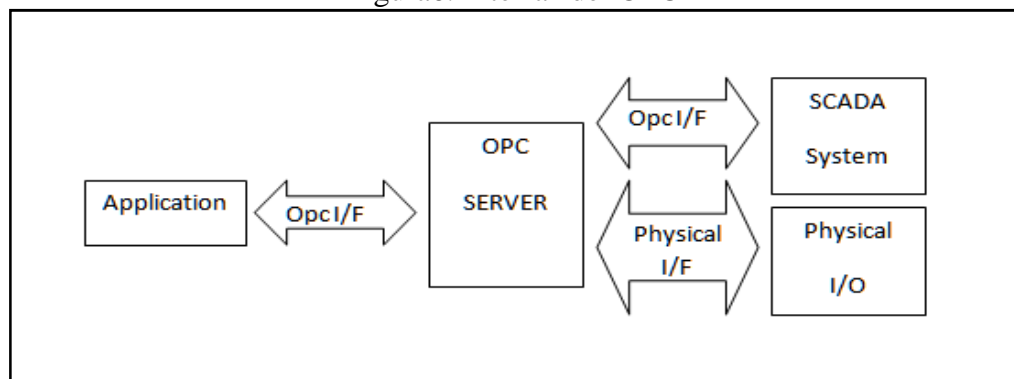 Application
Opc I/F
OPC
SERVER
Opc I/F
SCADA
System
Physical
I/F
Physical
I/O